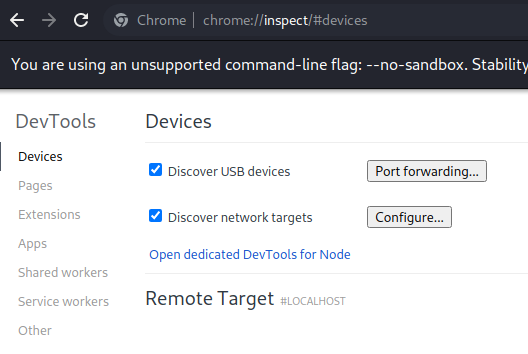 Chrome | chrome://inspect/#devices
You are using an unsupported command-line flag: --no-sandbox. Stability
DevTools
Devices
Pages
Extensions
Apps
Shared workers
Service workers
Other
Devices
Discover USB devices
Port forwarding...
Discover network targets
Configure...
Open dedicated DevTools for Node
Remote Target #LOCALHOST